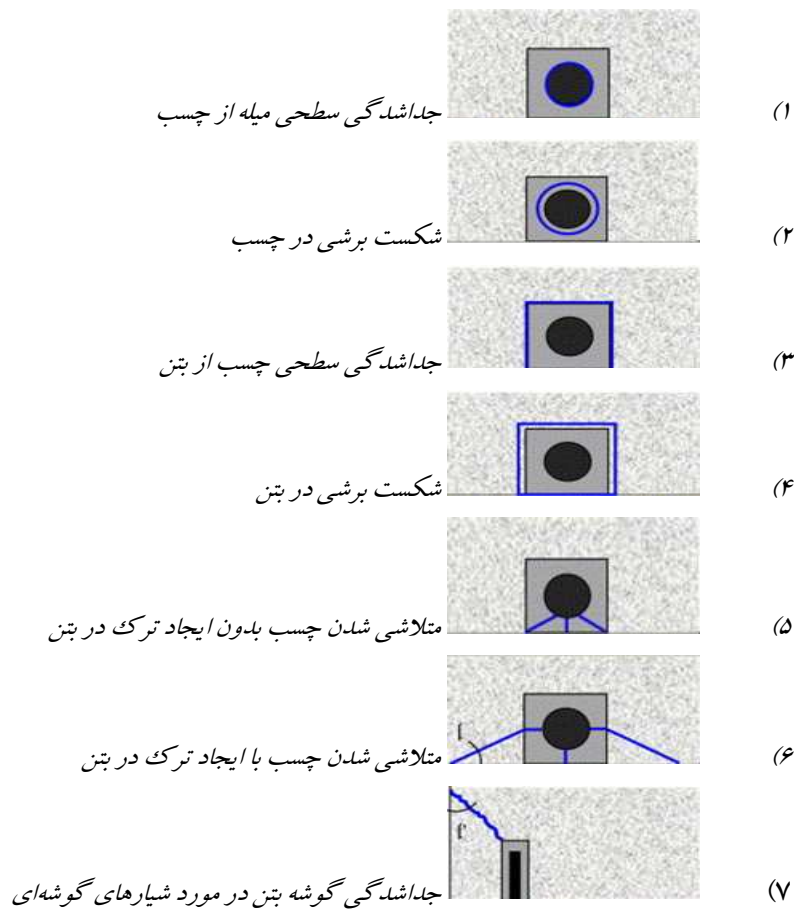 ۱) جداشدگی سطحی میله از چسب
۲) شکست برشی در چسب
۳) جداشدگی سطحی چسب از بتن
۴) شکست برشی در بتن
۵) متلاشی شدن چسب بدون ایجاد ترک در بتن
۶) متلاشی شدن چسب با ایجاد ترک در بتن
۷) جداشدگی گوشه بتن در مورد شیارهای گوشه‌ای